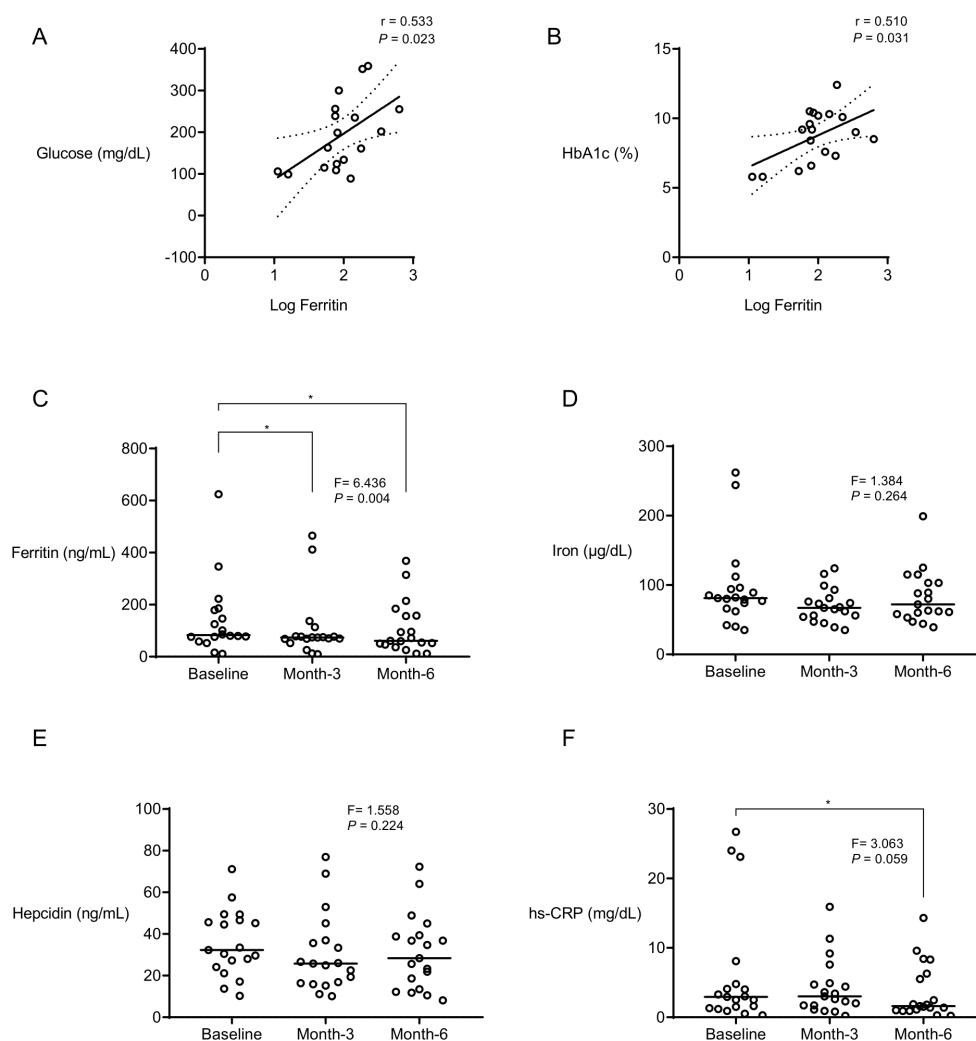 A
r = 0.533
P = 0.023
400
300
200
100
0
-100
Glucose (mg/dL)
0 1 2 3
Log Ferritin
B
r = 0.510
P = 0.031
15
10
5
0
HbA1c (%)
0 1 2 3
Log Ferritin
C
*
*
F= 6.436
P = 0.004
800
600
400
200
0
Ferritin (ng/mL)
Baseline Month-3 Month-6
D
F= 1.384
P = 0.264
300
200
100
0
Iron (µg/dL)
Baseline Month-3 Month-6
E
F= 1.558
P = 0.224
100
80
60
40
20
0
Hepcidin (ng/mL)
Baseline Month-3 Month-6
F
*
F= 3.063
P = 0.059
30
20
10
0
hs-CRP (mg/dL)
Baseline Month-3 Month-6